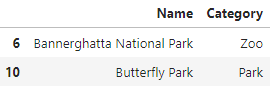 Name Category
6 Bannerghatta National Park Zoo
10 Butterfly Park Park